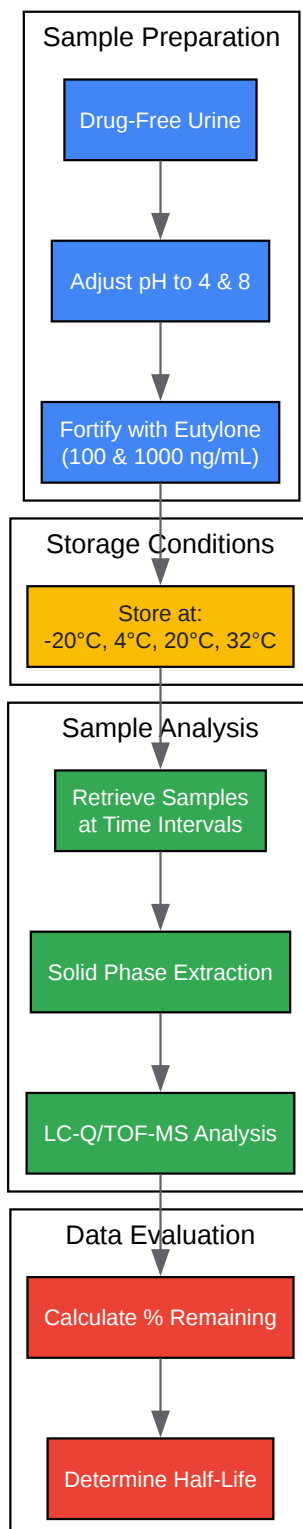 Sample Preparation
Drug-Free Urine
Adjust pH to 4 & 8
Fortify with Eutylone
(100 & 1000 ng/mL)
Storage Conditions
Store at:
-20°C, 4°C, 20°C, 32°C
Sample Analysis
Retrieve Samples
at Time Intervals
Solid Phase Extraction
LC-Q/TOF-MS Analysis
Data Evaluation
Calculate % Remaining
Determine Half-Life